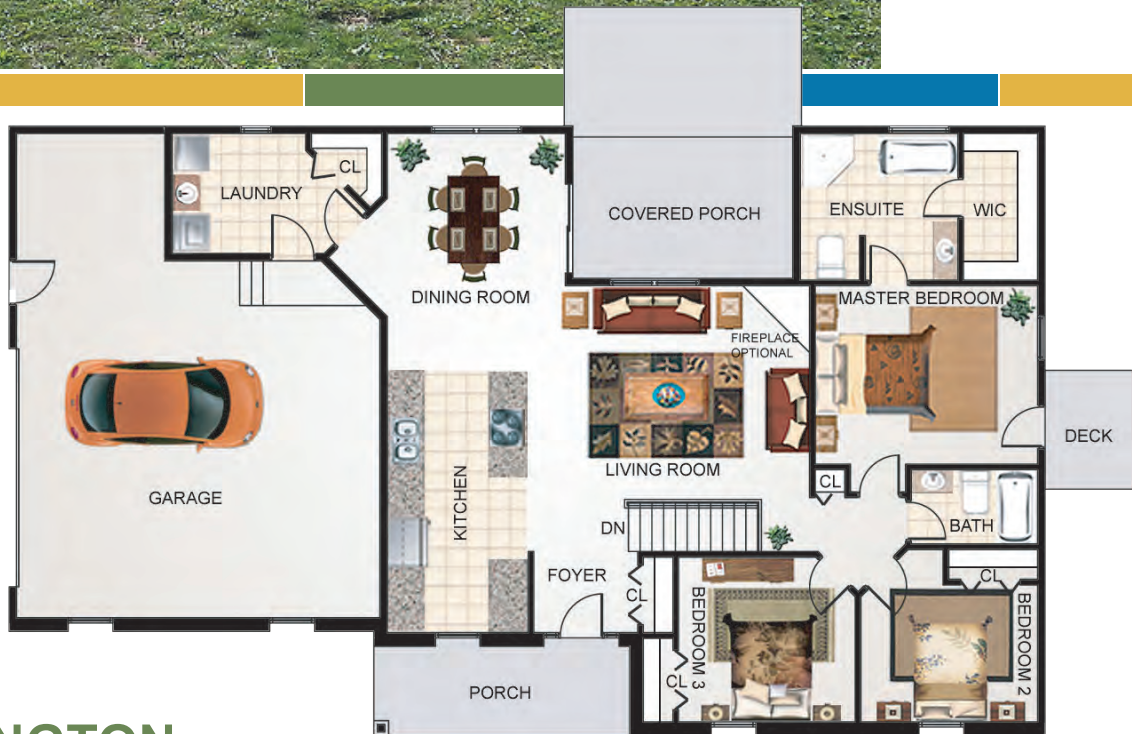 CL
LAUNDRY
COVERED PORCH
ENSUITE
WIC
DINING ROOM
MASTER BEDROOM
FIREPLACE
OPTIONAL
DECK
LIVING ROOM
CL
GARAGE
KITCHEN
DN
BATH
FOYER
CL
CL
BEDROOM 3
BEDROOM 2
CL
PORCH